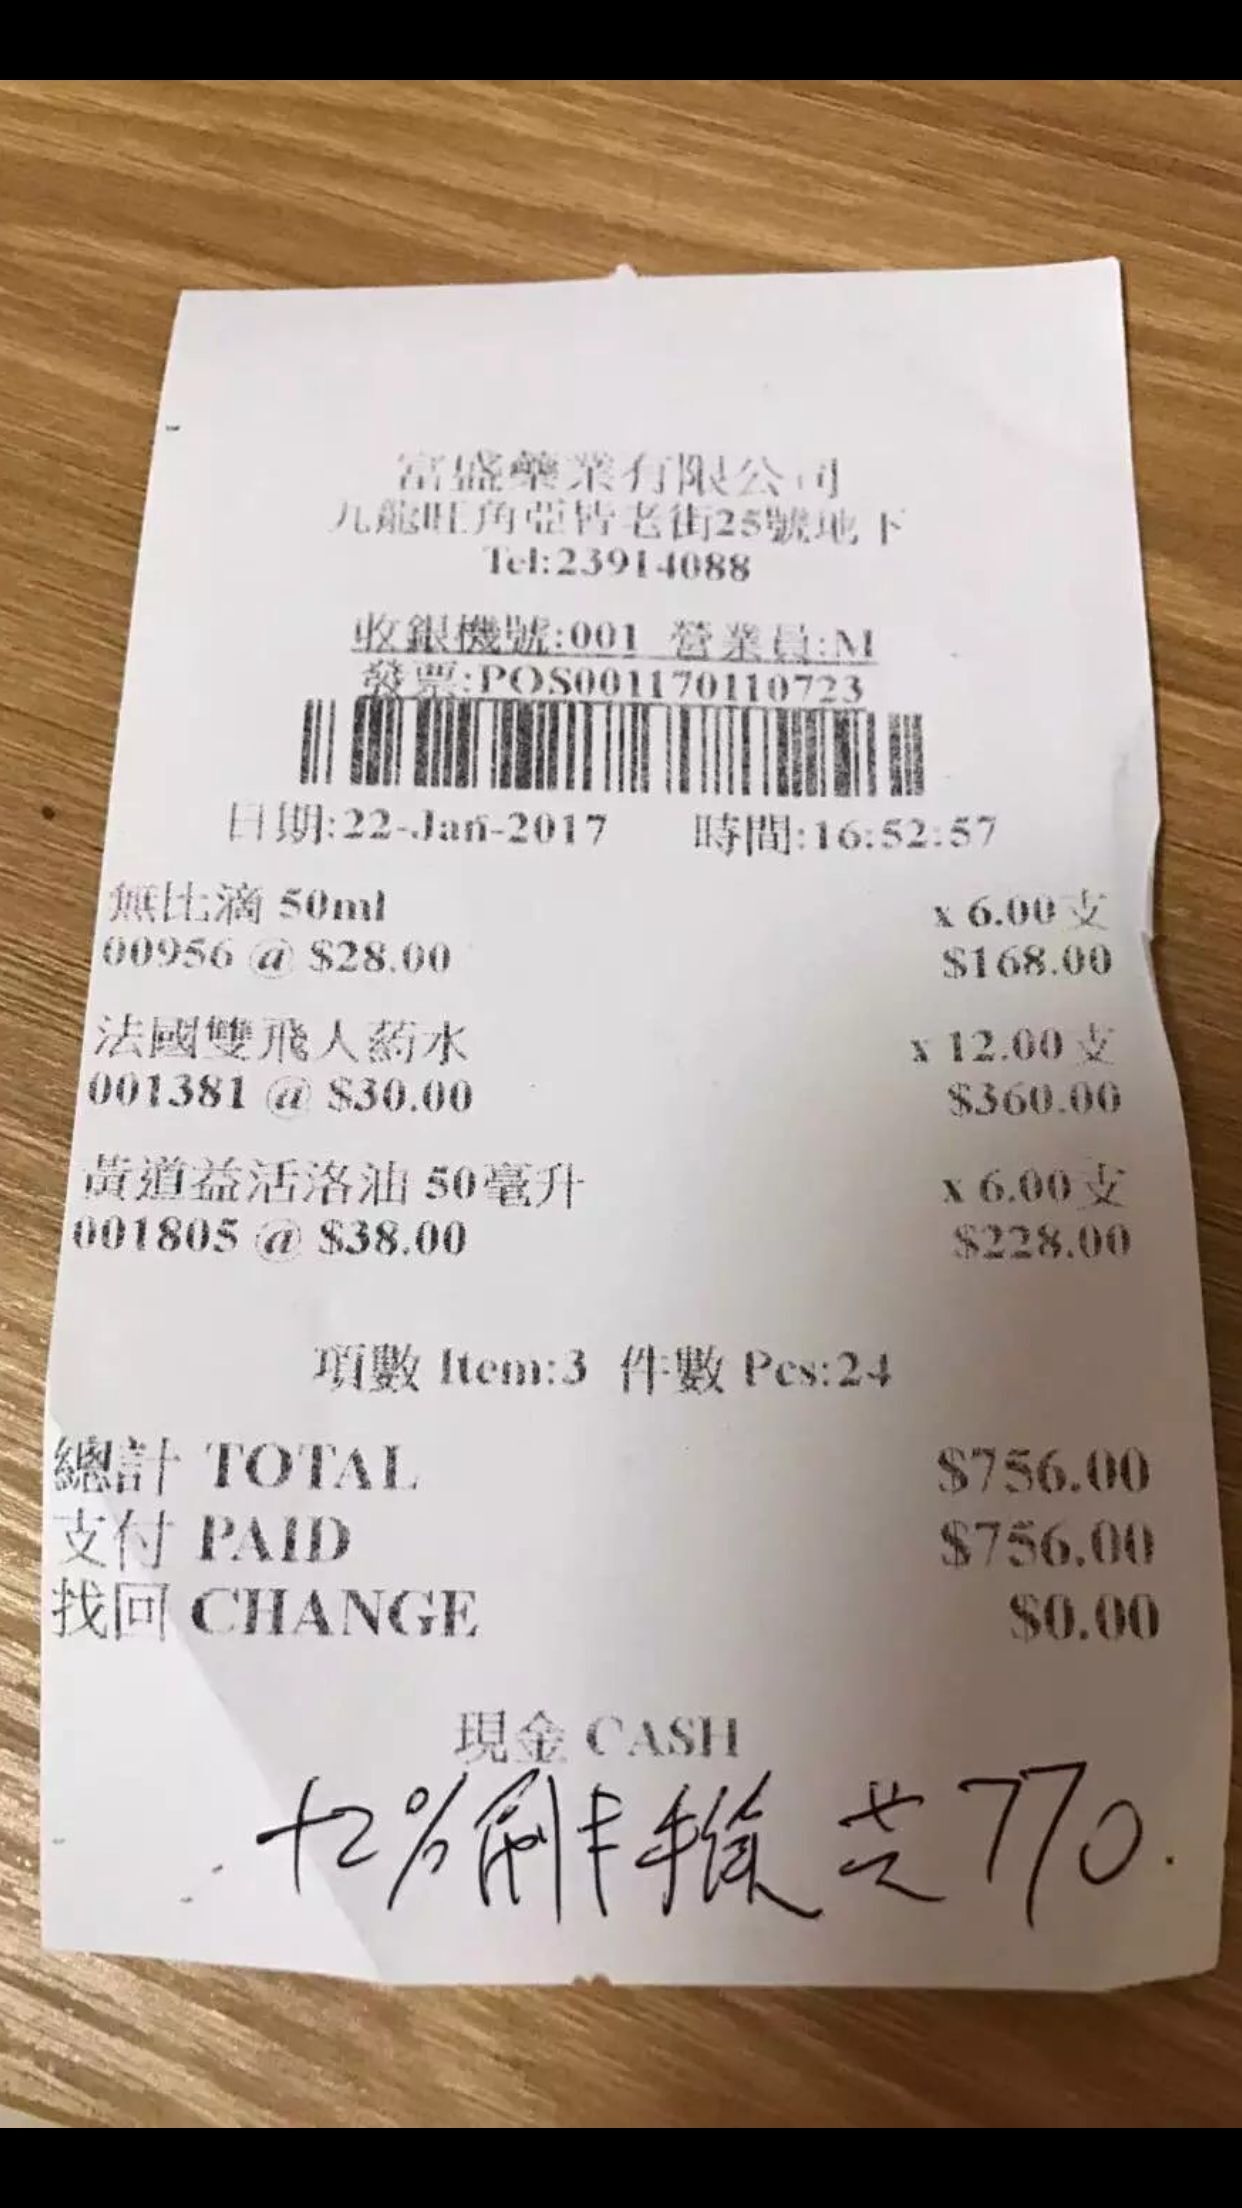 富盛藥業有限公司
九龍旺角亞皆老街25號地下
Tel:23914088
收銀機號:001 營業員:M
發票:POS001170110723
日期:22-Jan-2017 時間:16:52:57
無比滴 50ml x 6.00 支
00956 @ $28.00 $168.00
法國雙飛人葯水 x 12.00 支
001381 @ $30.00 $360.00
黃道益活洛油 50毫升 x 6.00 支
001805 @ $38.00 $228.00
項數 Item:3 件數 Pcs:24
總計 TOTAL $756.00
支付 PAID $756.00
找回 CHANGE $0.00
現金 CASH
+2%刷卡手續 共770.